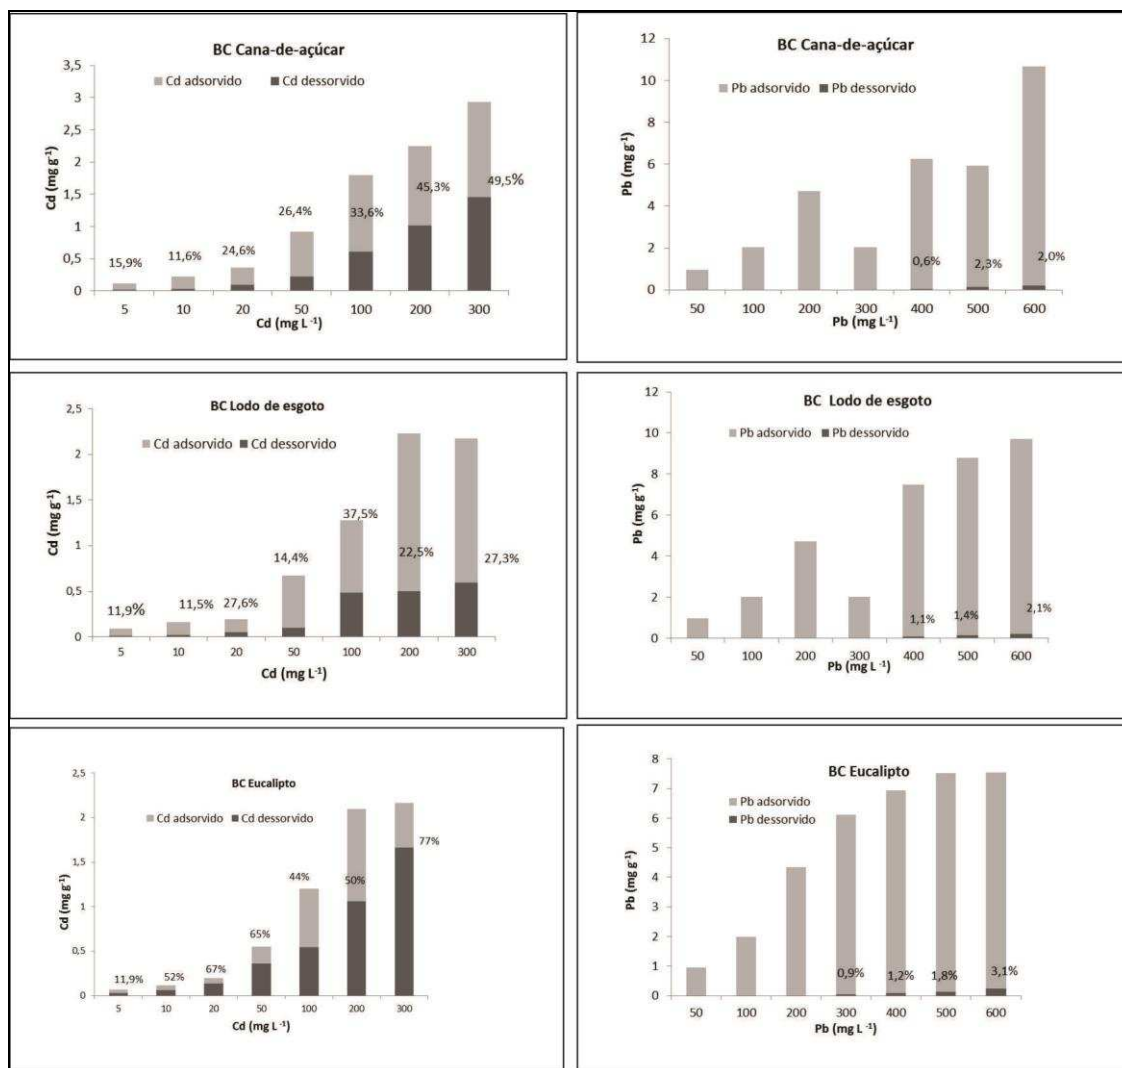 BC Cana-de-açúcar
3,5
3
2,5
2
1,5
1
0,5
0
Cd (mg g-1)
Cd adsorvido Cd dessorvido
15,9% 11,6% 24,6% 26,4% 33,6% 45,3% 49,5%
5 10 20 50 100 200 300
Cd (mg L-1)
BC Cana-de-açúcar
12
10
8
6
4
2
0
Pb (mg g-1)
Pb adsorvido Pb dessorvido
0,6% 2,3% 2,0%
50 100 200 300 400 500 600
Pb (mg L-1)
BC Lodo de esgoto
2,5
2
1,5
1
0,5
0
Cd (mg g-1)
Cd adsorvido Cd dessorvido
11,9% 11,5% 27,6% 14,4% 37,5% 22,5% 27,3%
5 10 20 50 100 200 300
Cd (mg L-1)
BC Lodo de esgoto
12
10
8
6
4
2
0
Pb (mg g-1)
Pb adsorvido Pb dessorvido
1,1% 1,4% 2,1%
50 100 200 300 400 500 600
Pb (mg L-1)
BC Eucalipto
2,5
2
1,5
1
0,5
0
Cd (mg g-1)
Cd adsorvido Cd dessorvido
11,9% 52% 67% 65% 44% 50% 77%
5 10 20 50 100 200 300
Cd (mg L-1)
BC Eucalipto
8
7
6
5
4
3
2
1
0
Pb (mg g-1)
Pb adsorvido
Pb dessorvido
0,9% 1,2% 1,8% 3,1%
50 100 200 300 400 500 600
Pb (mg L-1)